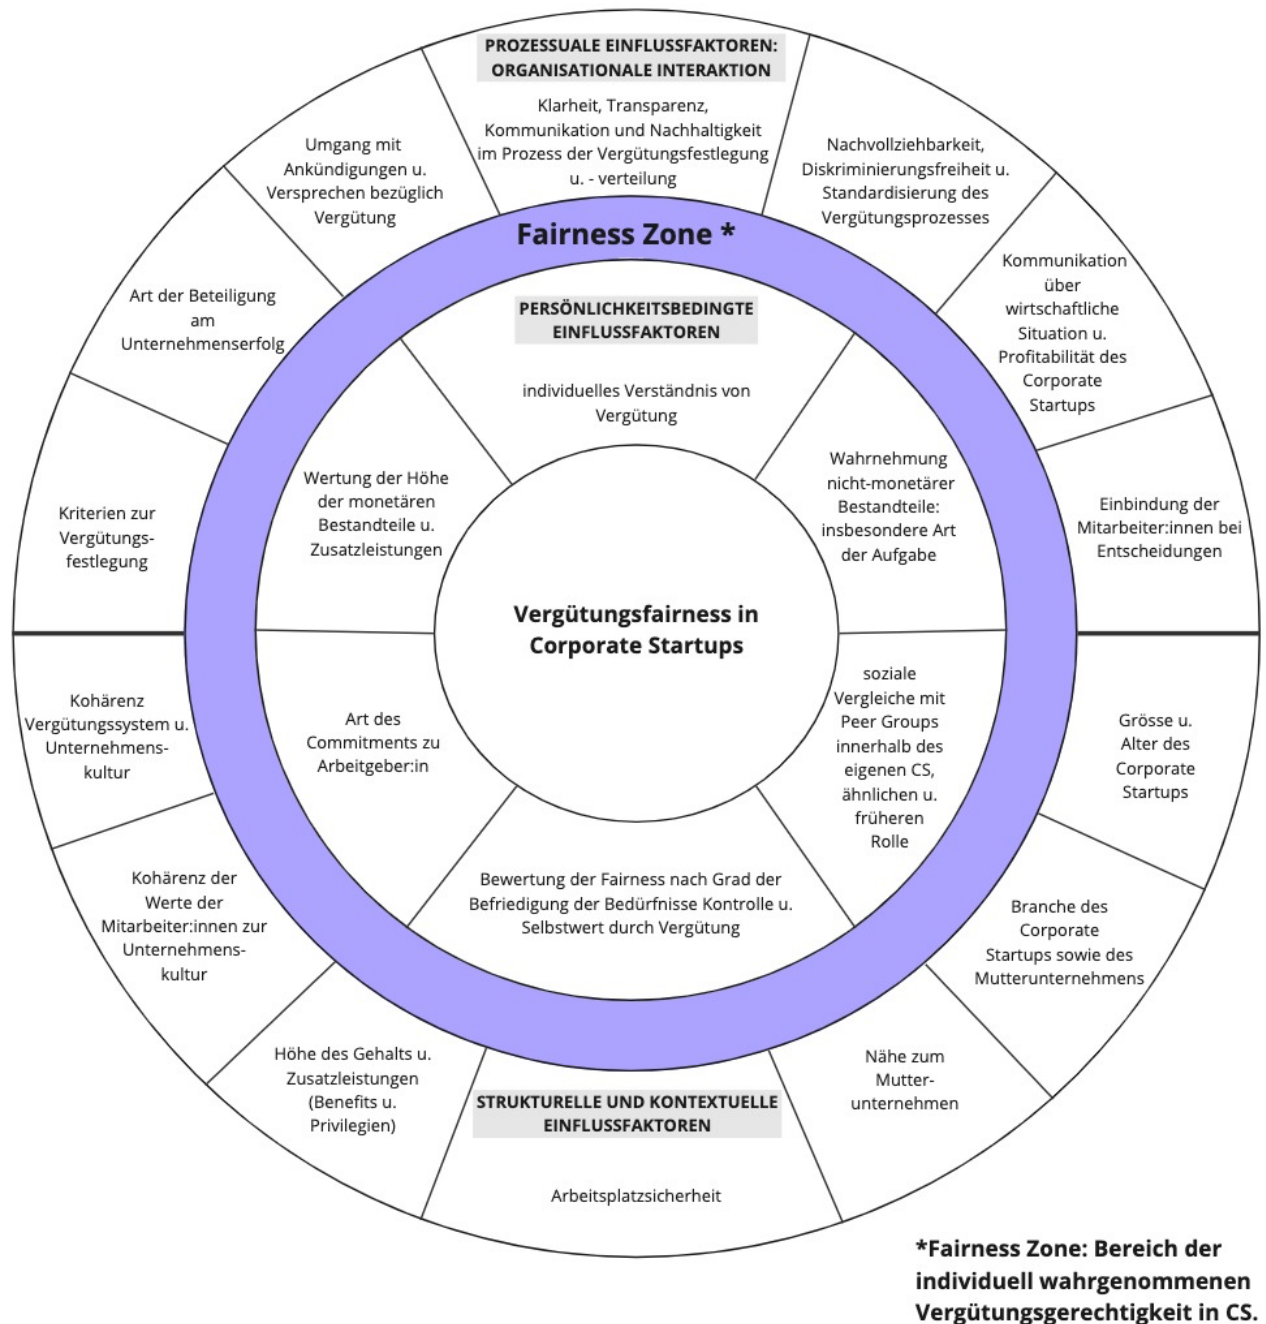 PROZESSUALE EINFLUSSFAKTOREN:
ORGANISATIONALE INTERAKTION
Klarheit, Transparenz,
Kommunikation und Nachhaltigkeit
im Prozess der Vergütungsfestlegung
u. - verteilung
Nachvollziehbarkeit,
Diskriminierungsfreiheit u.
Standardisierung des
Vergütungsprozesses
Kommunikation
über
wirtschaftliche
Situation u.
Profitabilität des
Corporate
Startups
Einbindung der
Mitarbeiter:innen bei
Entscheidungen
Grösse u.
Alter des
Corporate
Startups
Branche des
Corporate
Startups sowie des
Mutterunternehmens
Nähe zum
Mutter-
unternehmen
STRUKTURELLE UND KONTEXTUELLE
EINFLUSSFAKTOREN
Arbeitsplatzsicherheit
Höhe des Gehalts u.
Zusatzleistungen
(Benefits u.
Privilegien)
Kohärenz der
Werte der
Mitarbeiter:innen zur
Unternehmens-
kultur
Kohärenz
Vergütungssystem u.
Unternehmens-
kultur
Kriterien zur
Vergütungs-
festlegung
Art der Beteiligung
am
Unternehmenserfolg
Umgang mit
Ankündigungen u.
Versprechen bezüglich
Vergütung
Fairness Zone *
PERSÖNLICHKEITSBEDINGTE
EINFLUSSFAKTOREN
individuelles Verständnis von
Vergütung
Wahrnehmung
nicht-monetärer
Bestandteile:
insbesondere Art
der Aufgabe
soziale
Vergleiche mit
Peer Groups
innerhalb des
eigenen CS,
ähnlichen u.
früheren
Rolle
Bewertung der Fairness nach Grad der
Befriedigung der Bedürfnisse Kontrolle u.
Selbstwert durch Vergütung
Art des
Commitments zu
Arbeitgeber:in
Wertung der Höhe
der monetären
Bestandteile u.
Zusatzleistungen
Vergütungsfairness in
Corporate Startups
*Fairness Zone: Bereich der
individuell wahrgenommenen
Vergütungsgerechtigkeit in CS.